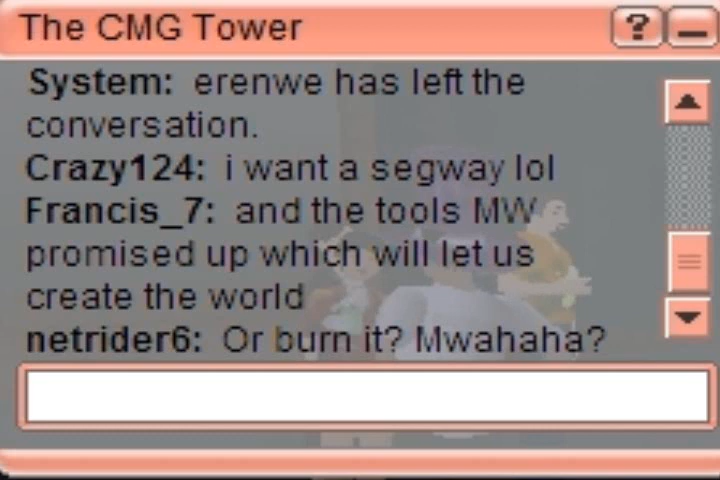 The CMG Tower
?
System: erenwe has left the
conversation.
Crazy124: i want a segway lol
Francis_7: and the tools MW
promised up which will let us
create the world
netrider6: Or burn it? Mwahaha?